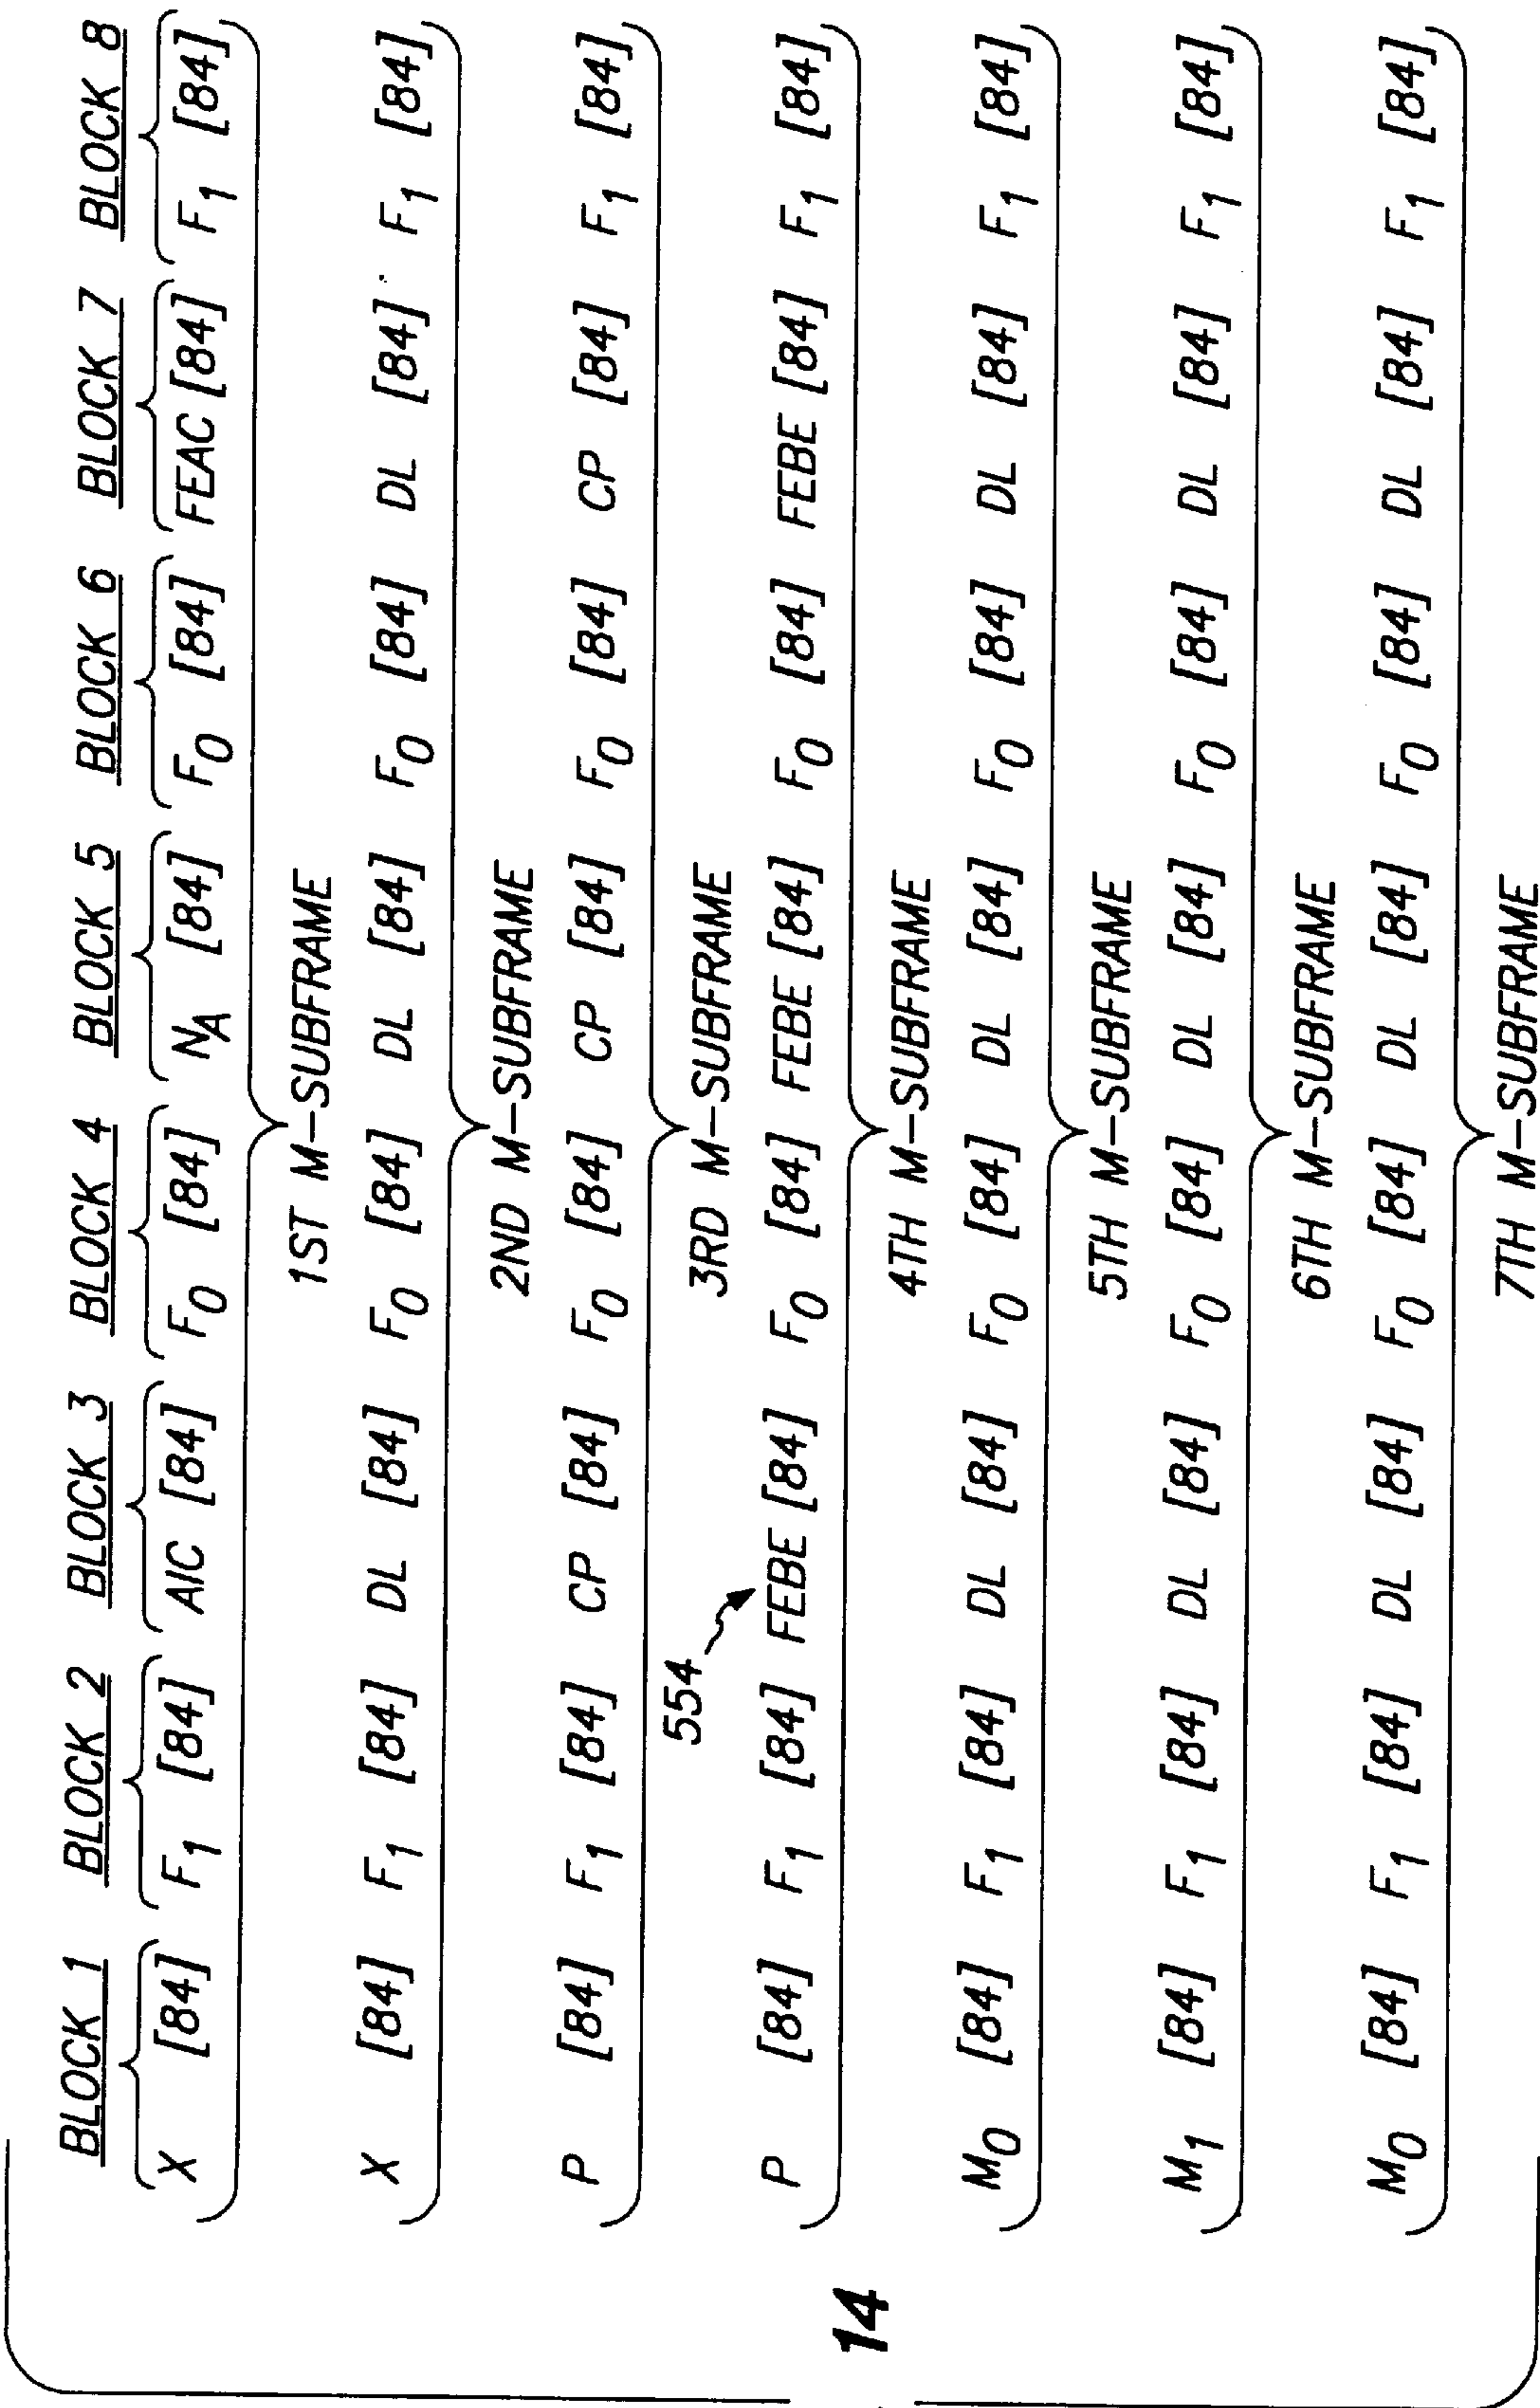 BLOCK 1 BLOCK 2 BLOCK 3 BLOCK 4 BLOCK 5 BLOCK 6 BLOCK 7 BLOCK 8
X [84] F1 [84] AIC [84] F0 [84] NA [84] F0 [84] FEAC [84] F1 [84]
1ST M-SUBFRAME
X [84] F1 [84] DL [84] F0 [84] DL [84] F0 [84] DL [84] F1 [84]
2ND M-SUBFRAME
P [84] F1 [84] CP [84] F0 [84] CP [84] F0 [84] CP [84] F1 [84]
554 3RD M-SUBFRAME
P [84] F1 [84] FEBE [84] F0 [84] FEBE [84] F0 [84] FEBE [84] F1 [84]
14 4TH M-SUBFRAME
M0 [84] F1 [84] DL [84] F0 [84] DL [84] F0 [84] DL [84] F1 [84]
5TH M-SUBFRAME
M1 [84] F1 [84] DL [84] F0 [84] DL [84] F0 [84] DL [84] F1 [84]
6TH M-SUBFRAME
M0 [84] F1 [84] DL [84] F0 [84] DL [84] F0 [84] DL [84] F1 [84]
7TH M-SUBFRAME